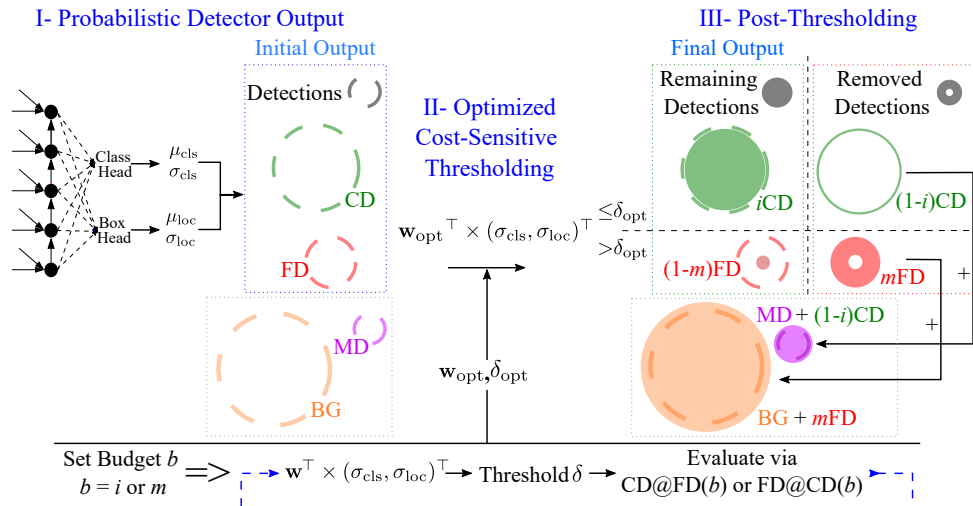 I- Probabilistic Detector Output
III- Post-Thresholding
Initial Output
Final Output
Detections
II- Optimized
Cost-Sensitive
Thresholding
Remaining
Detections
Removed
Detections
Class
Head
μcls
σcls
Box
Head
μloc
σloc
CD
FD
MD
BG
w_opt^⊤ × (σcls, σloc)^⊤
≤δopt
>δopt
iCD
(1-i)CD
(1-m)FD
mFD
+
+
MD + (1-i)CD
BG + mFD
w_opt,δopt
Set Budget b
b = i or m
=>
w^⊤ × (σcls, σloc)^⊤
Threshold δ
Evaluate via
CD@FD(b) or FD@CD(b)